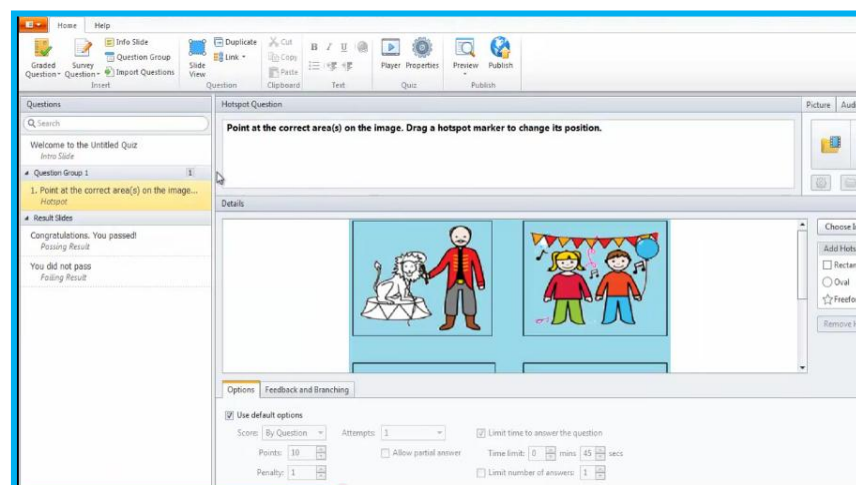 Home Help
Graded Question
Survey Question
Info Slide
Question Group
Import Questions
Insert
Slide View
Duplicate
Link
Question
Cut
Copy
Paste
Clipboard
B I U
Text
Player Properties
Quiz
Preview Publish
Publish
Questions
Search
Welcome to the Untitled Quiz
Intro Slide
Question Group 1 1
1. Point at the correct area(s) on the image...
Hotspot
Result Slides
Congratulations. You passed!
Passing Result
You did not pass
Failing Result
Hotspot Question
Point at the correct area(s) on the image. Drag a hotspot marker to change its position.
Details
Picture
Choose
Add
Oval
Remove
Options Feedback and Branching
Use default options
Score: By Question Attempts: 1
Points: 10
Allow partial answer
Penalty: 1
Limit time to answer the question
Time limit: 0 mins 45 secs
Limit number of answers: 1